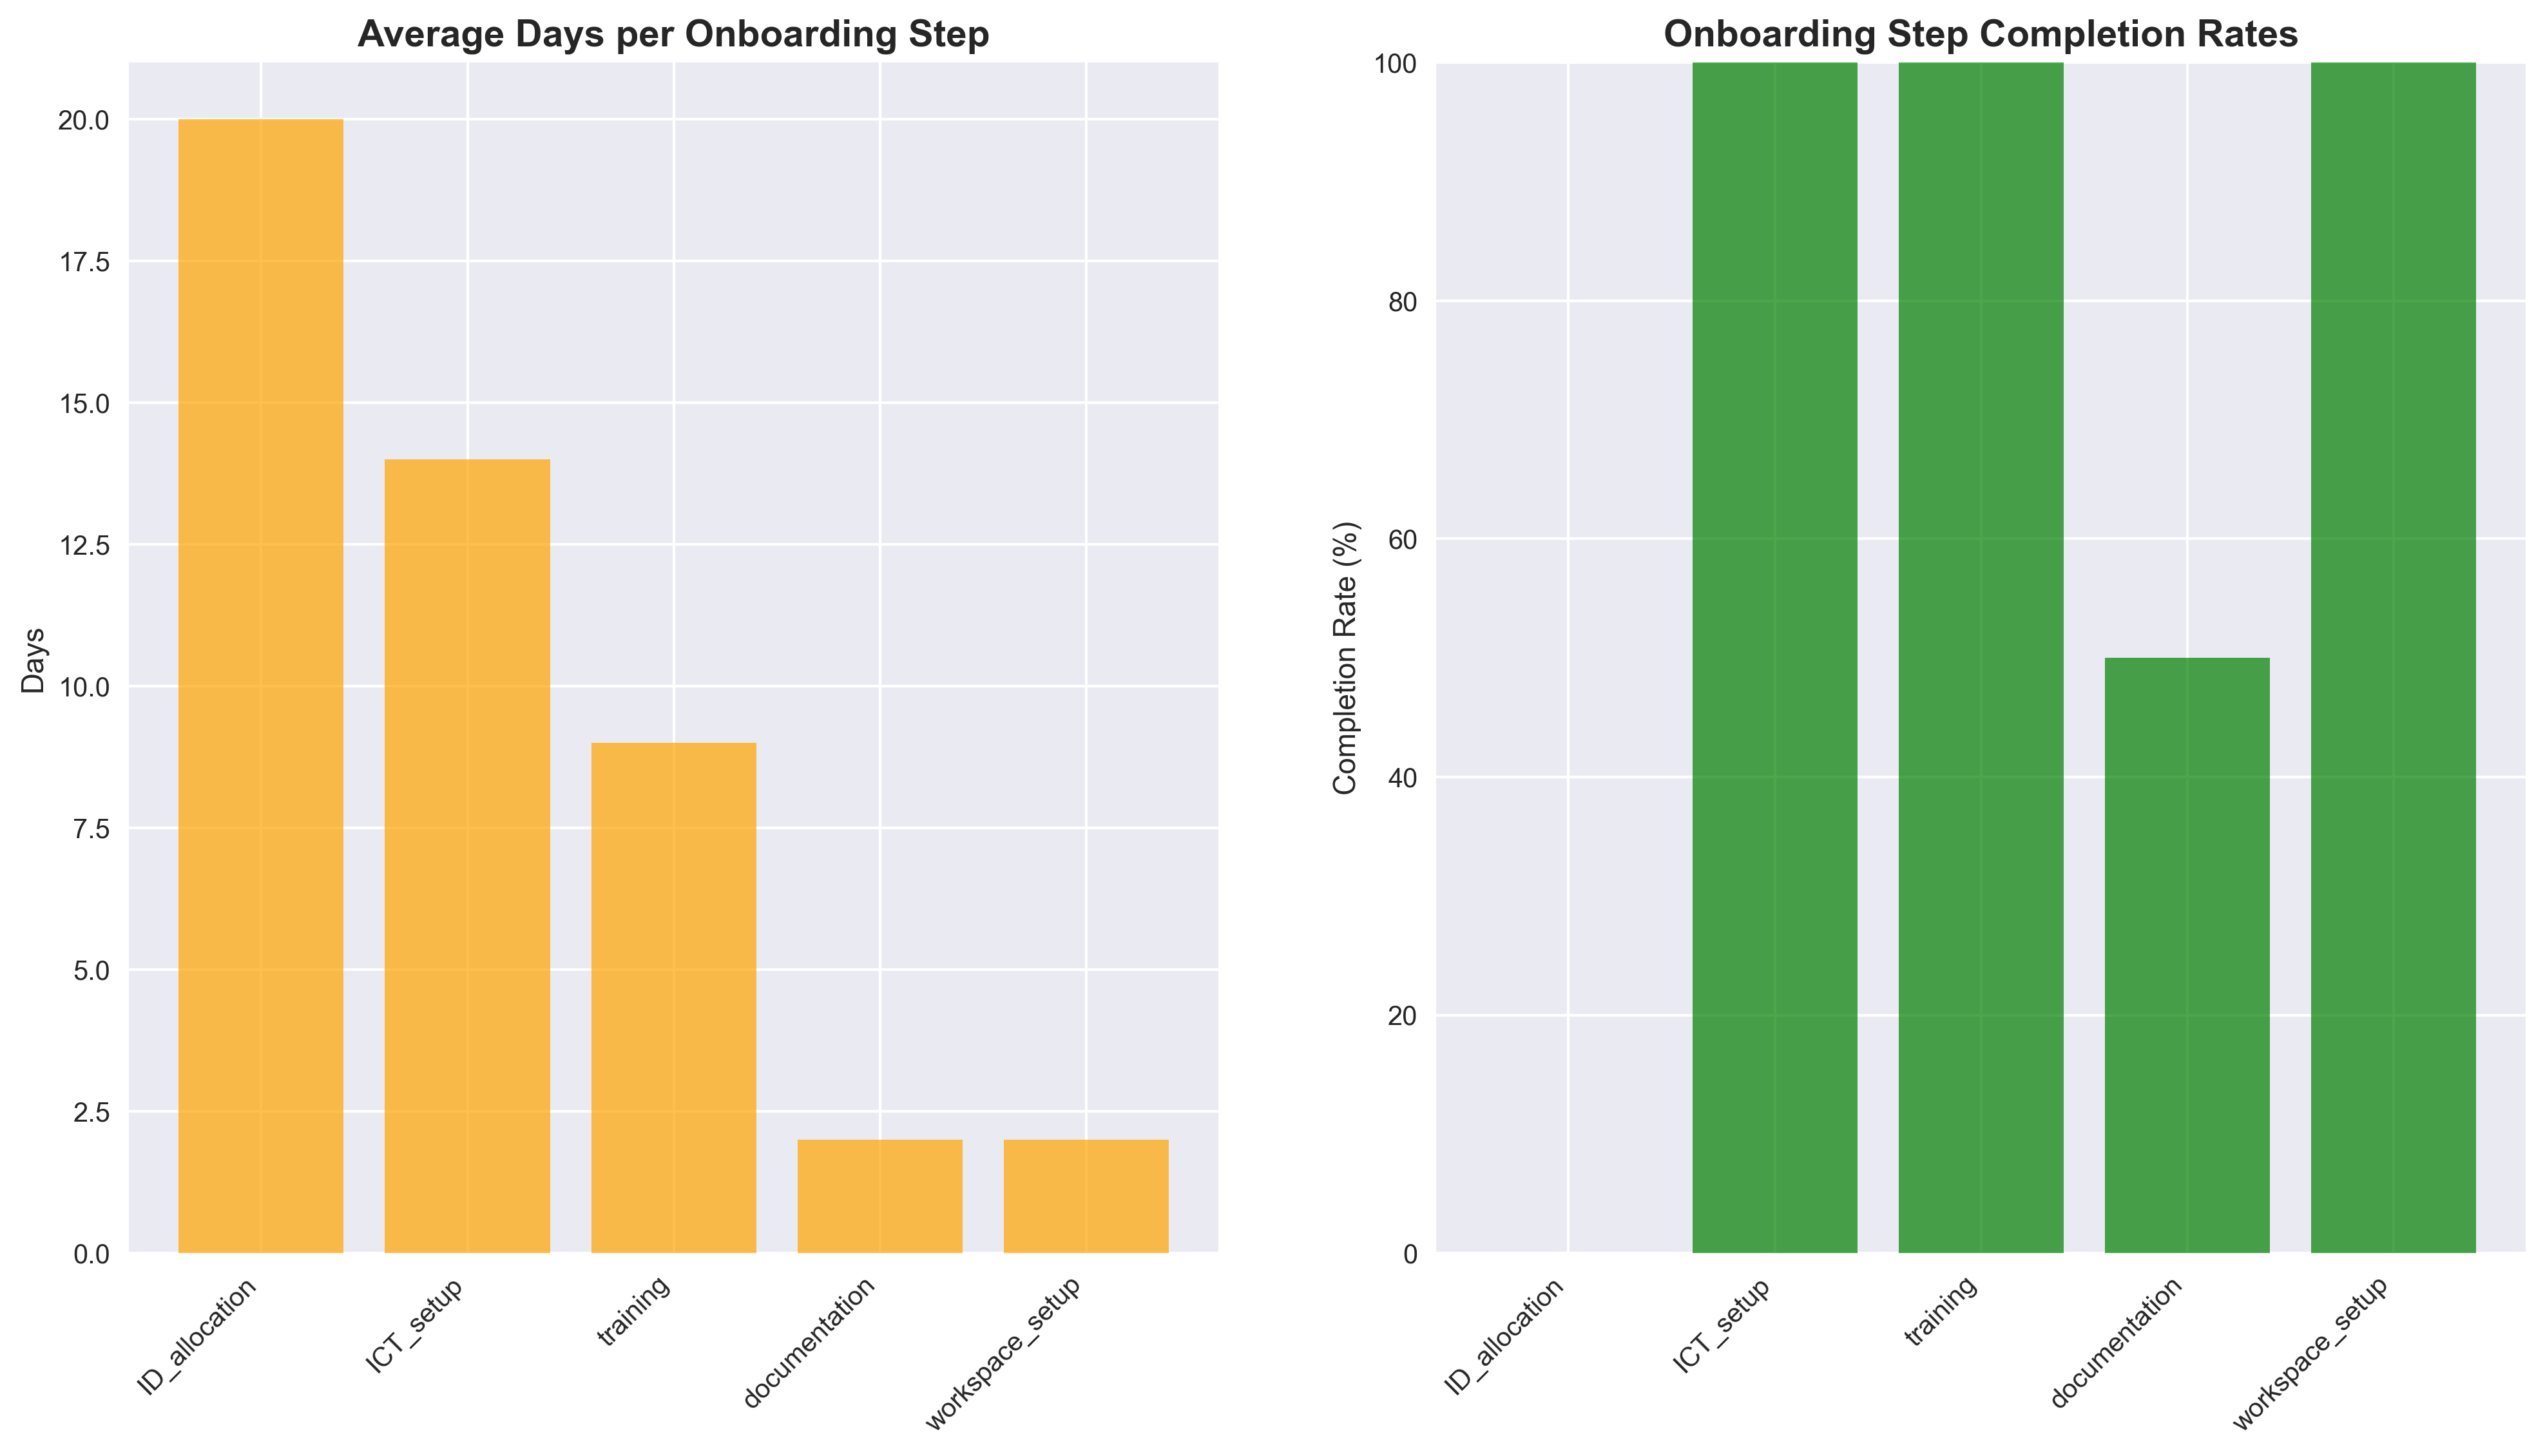 Average Days per Onboarding Step
Days
20.0
17.5
15.0
12.5
10.0
7.5
5.0
2.5
0.0
ID_allocation
ICT_setup
training
documentation
workspace_setup
Onboarding Step Completion Rates
Completion Rate (%)
100
80
60
40
20
0
ID_allocation
ICT_setup
training
documentation
workspace_setup